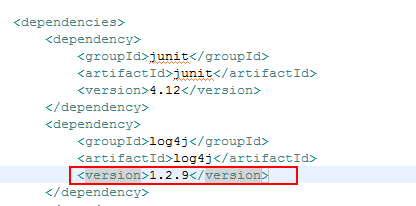 <dependencies>
<dependency>
<groupId>junit</groupId>
<artifactId>junit</artifactId>
<version>4.12</version>
</dependency>
<dependency>
<groupId>log4j</groupId>
<artifactId>log4j</artifactId>
<version>1.2.9</version>
</dependency>